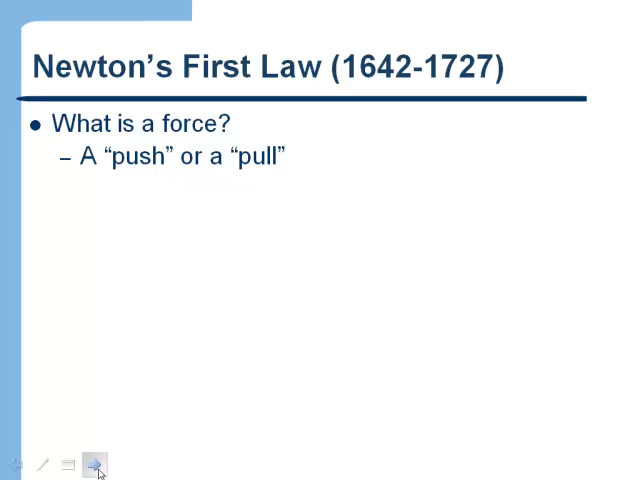 Newton’s First Law (1642-1727)
● What is a force?
– A “push” or a “pull”